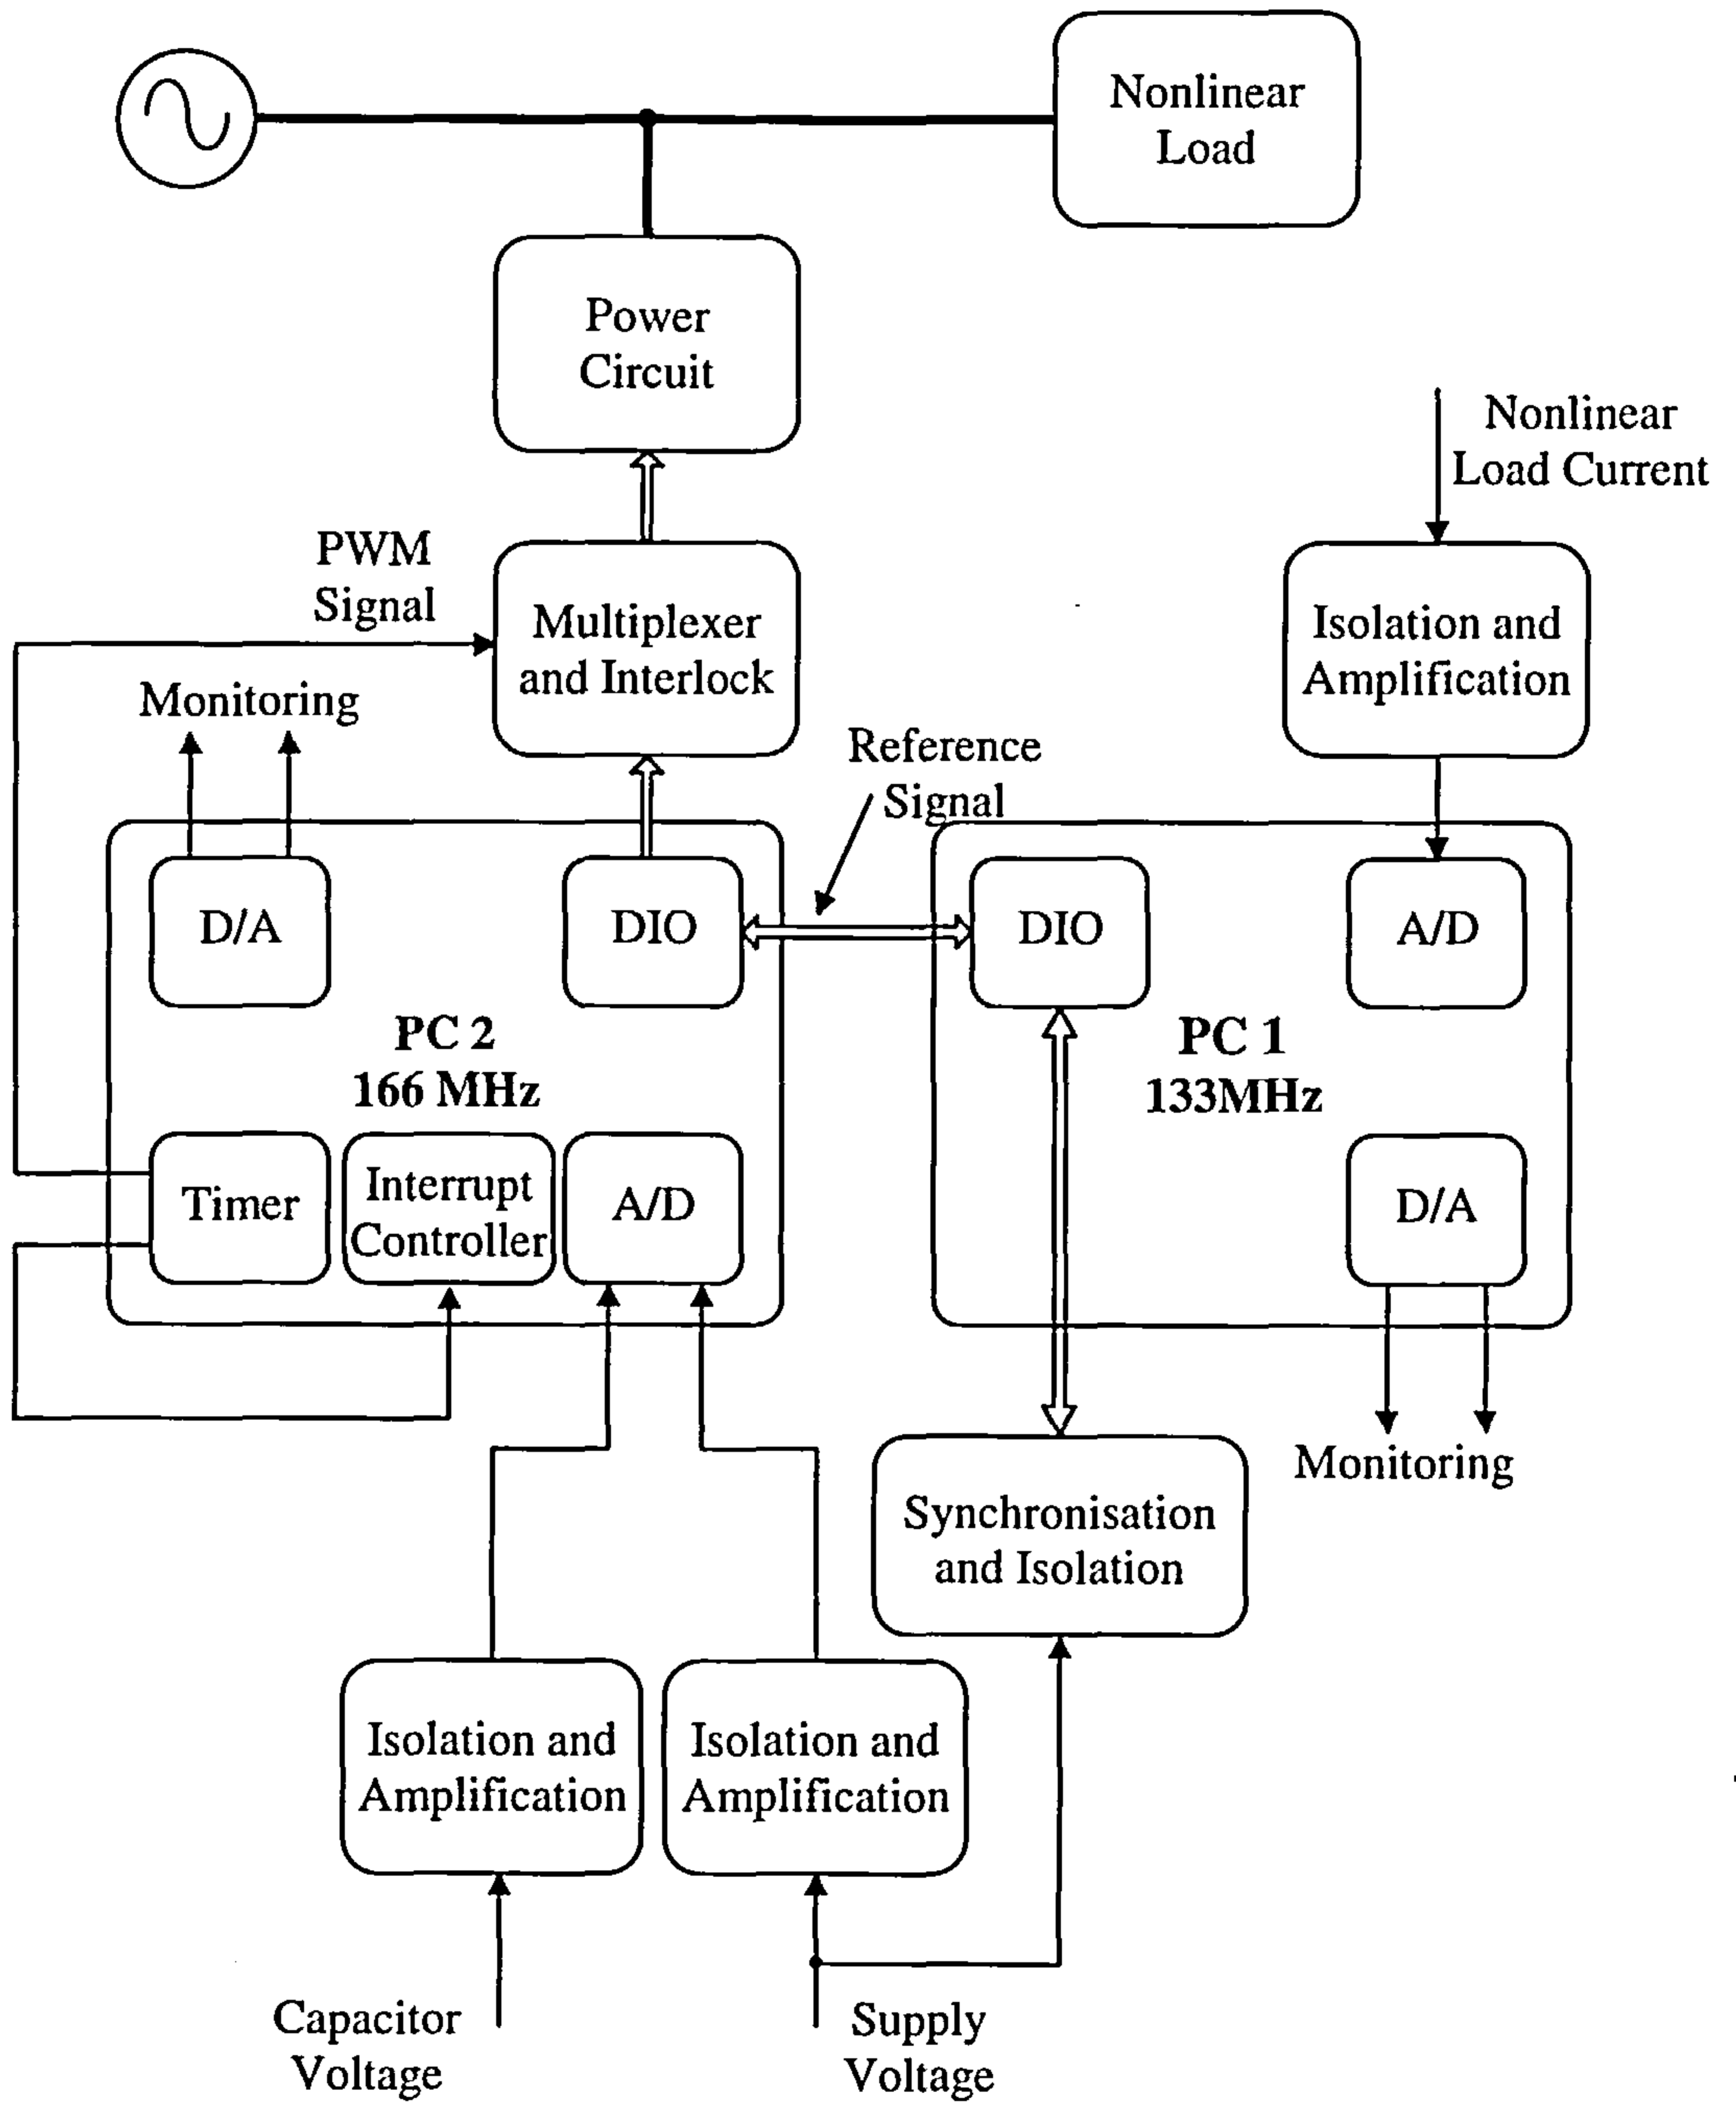 Nonlinear
Load
Power
Circuit
Nonlinear
Load Current
PWM
Signal
Multiplexer
and Interlock
Isolation and
Amplification
Monitoring
Reference
Signal
D/A
DIO
DIO
A/D
PC 2
166 MHz
PC 1
133MHz
Timer
Interrupt
Controller
A/D
D/A
Monitoring
Synchronisation
and Isolation
Isolation and
Amplification
Isolation and
Amplification
Capacitor
Voltage
Supply
Voltage